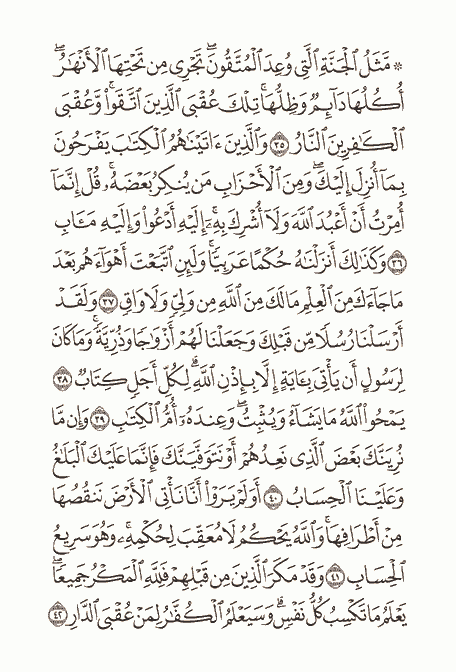 ۞ مَّثَلُ ٱلۡجَنَّةِ ٱلَّتِي وُعِدَ ٱلۡمُتَّقُونَۖ تَجۡرِي مِن تَحۡتِهَا ٱلۡأَنۡهَٰرُۖ
أُكُلُهَا دَآئِمٞ وَظِلُّهَاۚ تِلۡكَ عُقۡبَى ٱلَّذِينَ ٱتَّقَواْۚ وَّعُقۡبَى
ٱلۡكَٰفِرِينَ ٱلنَّارُ ٣٥ وَٱلَّذِينَ ءَاتَيۡنَٰهُمُ ٱلۡكِتَٰبَ يَفۡرَحُونَ
بِمَآ أُنزِلَ إِلَيۡكَۖ وَمِنَ ٱلۡأَحۡزَابِ مَن يُنكِرُ بَعۡضَهُۥۚ قُلۡ إِنَّمَآ
أُمِرۡتُ أَنۡ أَعۡبُدَ ٱللَّهَ وَلَآ أُشۡرِكَ بِهِۦٓۚ إِلَيۡهِ أَدۡعُواْ وَإِلَيۡهِ مَـَٔابِ
٣٦ وَكَذَٰلِكَ أَنزَلۡنَٰهُ حُكۡمًا عَرَبِيّٗاۚ وَلَئِنِ ٱتَّبَعۡتَ أَهۡوَآءَهُم بَعۡدَ
مَا جَآءَكَ مِنَ ٱلۡعِلۡمِ مَا لَكَ مِنَ ٱللَّهِ مِن وَلِيّٖ وَلَا وَاقٖ ٣٧ وَلَقَدۡ
أَرۡسَلۡنَا رُسُلٗا مِّن قَبۡلِكَ وَجَعَلۡنَا لَهُمۡ أَزۡوَٰجٗا وَذُرِّيَّةٗۚ وَمَا كَانَ
لِرَسُولٍ أَن يَأۡتِيَ بِـَٔايَةٍ إِلَّا بِإِذۡنِ ٱللَّهِۗ لِكُلِّ أَجَلٖ كِتَابٞ ٣٨
يَمۡحُواْ ٱللَّهُ مَا يَشَآءُ وَيُثۡبِتُۖ وَعِندَهُۥٓ أُمُّ ٱلۡكِتَٰبِ ٣٩ وَإِن مَّا
نُرِيَنَّكَ بَعۡضَ ٱلَّذِي نَعِدُهُمۡ أَوۡ نَتَوَفَّيَنَّكَ فَإِنَّمَا عَلَيۡكَ ٱلۡبَلَٰغُ
وَعَلَيۡنَا ٱلۡحِسَابُ ٤٠ أَوَلَمۡ يَرَوۡاْ أَنَّا نَأۡتِي ٱلۡأَرۡضَ نَنقُصُهَا
مِنۡ أَطۡرَافِهَاۚ وَٱللَّهُ يَحۡكُمُ لَا مُعَقِّبَ لِحُكۡمِهِۦۚ وَهُوَ سَرِيعُ
ٱلۡحِسَابِ ٤١ وَقَدۡ مَكَرَ ٱلَّذِينَ مِن قَبۡلِهِمۡ فَلِلَّهِ ٱلۡمَكۡرُ جَمِيعٗاۖ
يَعۡلَمُ مَا تَكۡسِبُ كُلُّ نَفۡسٖۗ وَسَيَعۡلَمُ ٱلۡكُفَّٰرُ لِمَنۡ عُقۡبَى ٱلدَّارِ ٤٢